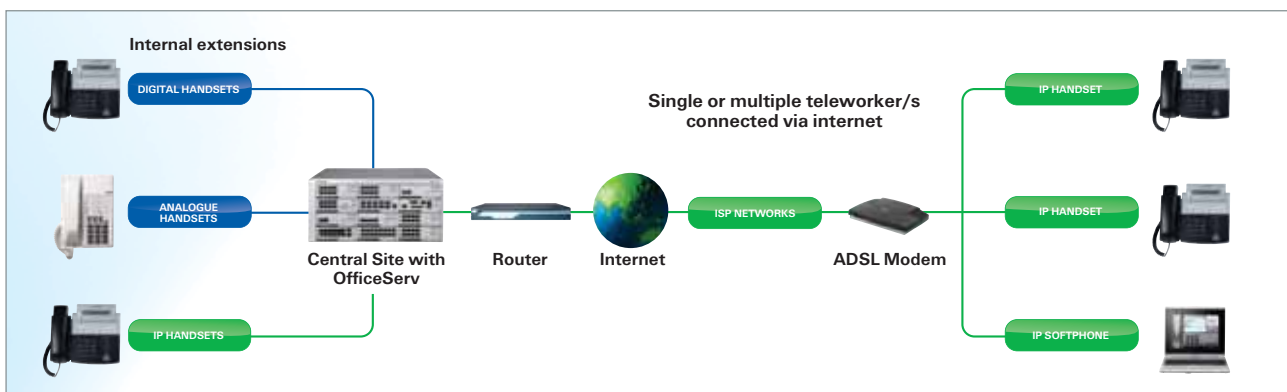 Internal extensions
DIGITAL HANDSETS
ANALOGUE
HANDSETS
IP HANDSETS
Central Site with
OfficeServ
Router
Internet
Single or multiple teleworker/s
connected via internet
ISP NETWORKS
ADSL Modem
IP HANDSET
IP HANDSET
IP SOFTPHONE